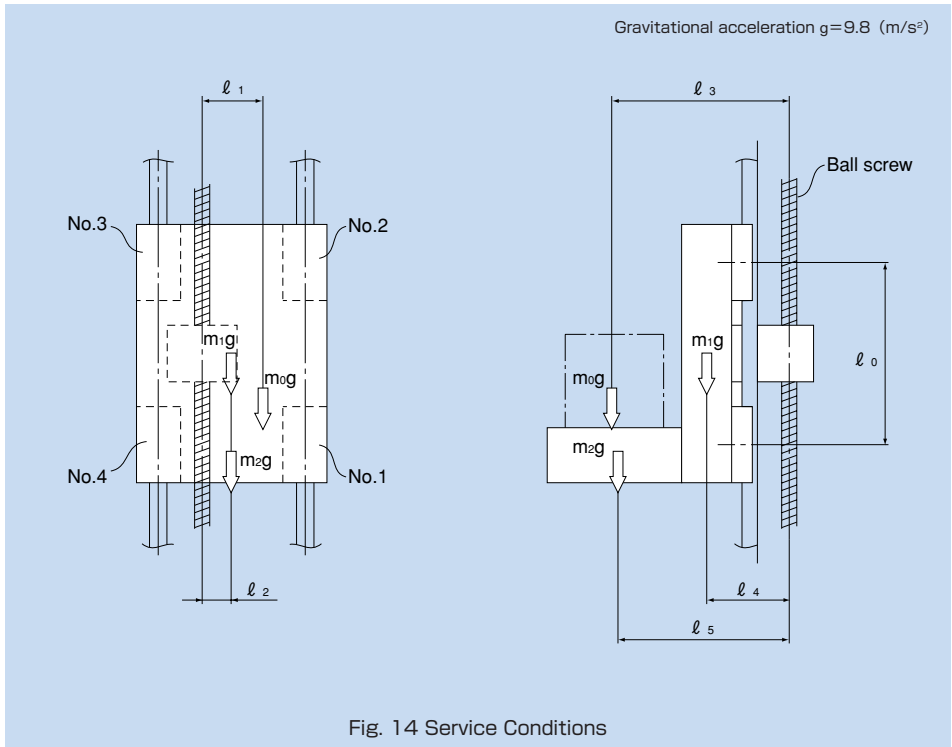 Gravitational acceleration g=9.8 (m/s²)
ℓ 1
ℓ 3
Ball screw
No.3
No.2
m1g
m0g
m2g
No.4
No.1
ℓ 2
m1g
m0g
m2g
ℓ 0
ℓ 4
ℓ 5
Fig. 14 Service Conditions